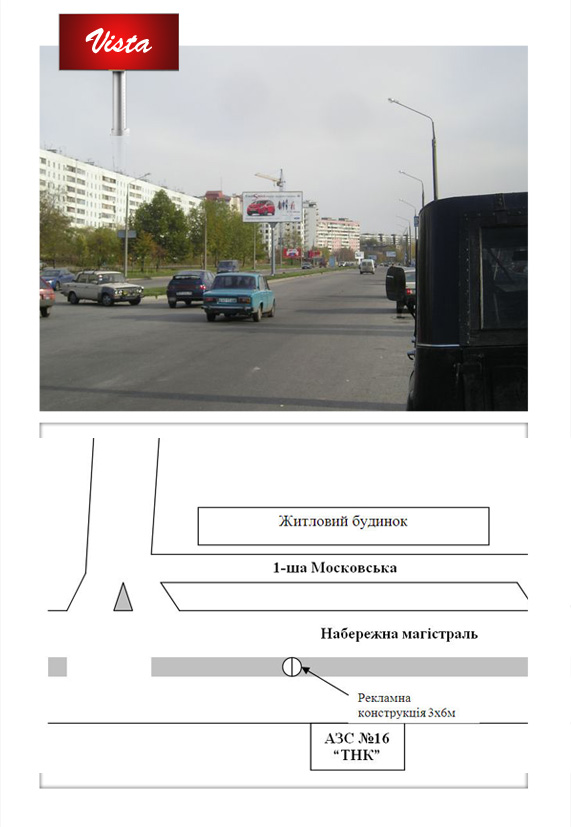 Vista
Житловий будинок
1-ша Московська
Набережна магістраль
Рекламна
конструкція 3х6м
АЗС №16
“ТНК”